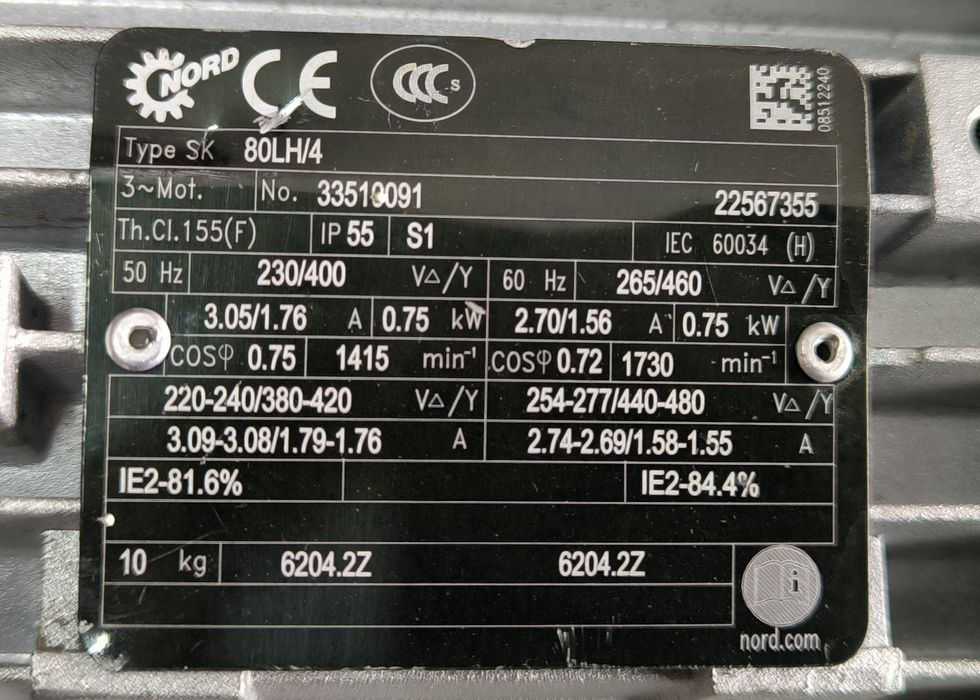 NORD CE CCC S
08512240
Type SK 80LH/4
3~Mot. No. 33519091 22567355
Th.Cl.155(F) IP 55 S1 IEC 60034 (H)
50 Hz 230/400 V△/Y 60 Hz 265/460 V△/Y
3.05/1.76 A 0.75 kW 2.70/1.56 A 0.75 kW
COSφ 0.75 1415 min⁻¹ COSφ 0.72 1730 min⁻¹
220-240/380-420 V△/Y 254-277/440-480 V△/Y
3.09-3.08/1.79-1.76 A 2.74-2.69/1.58-1.55 A
IE2-81.6% IE2-84.4%
10 kg 6204.2Z 6204.2Z
i
nord.com